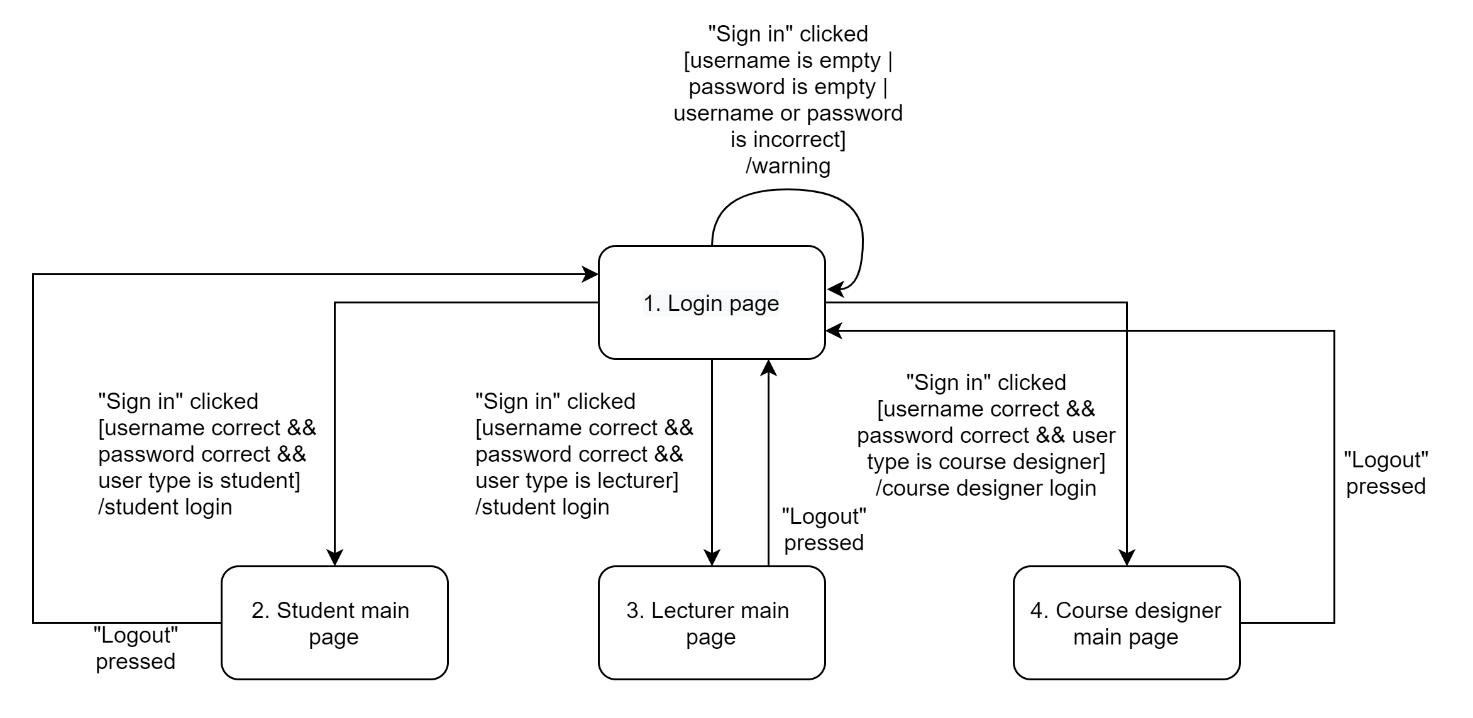 "Sign in" clicked
[username is empty |
password is empty |
username or password
is incorrect]
/warning
1. Login page
"Sign in" clicked
[username correct &&
password correct &&
user type is student]
/student login
"Sign in" clicked
[username correct &&
password correct &&
user type is lecturer]
/student login
"Sign in" clicked
[username correct &&
password correct && user
type is course designer]
/course designer login
"Logout"
pressed
"Logout"
pressed
2. Student main
page
3. Lecturer main
page
4. Course designer
main page
"Logout"
pressed